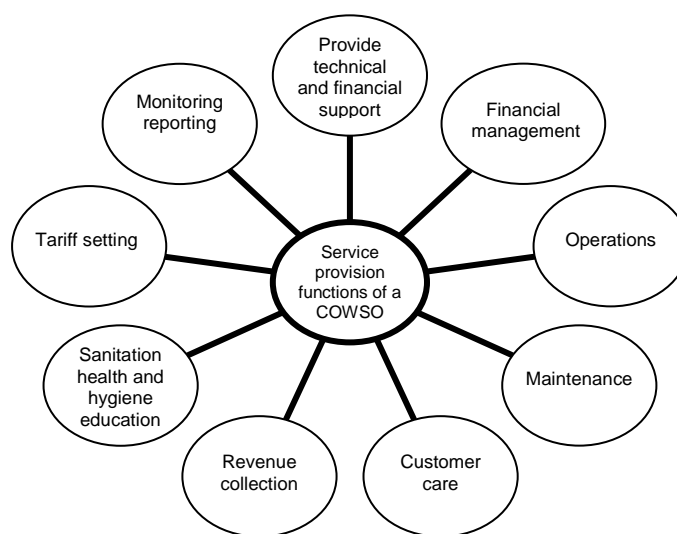 Provide
technical
and financial
support
Monitoring
reporting
Financial
management
Tariff setting
Service
provision
functions of a
COWSO
Operations
Sanitation
health and
hygiene
education
Maintenance
Revenue
collection
Customer
care